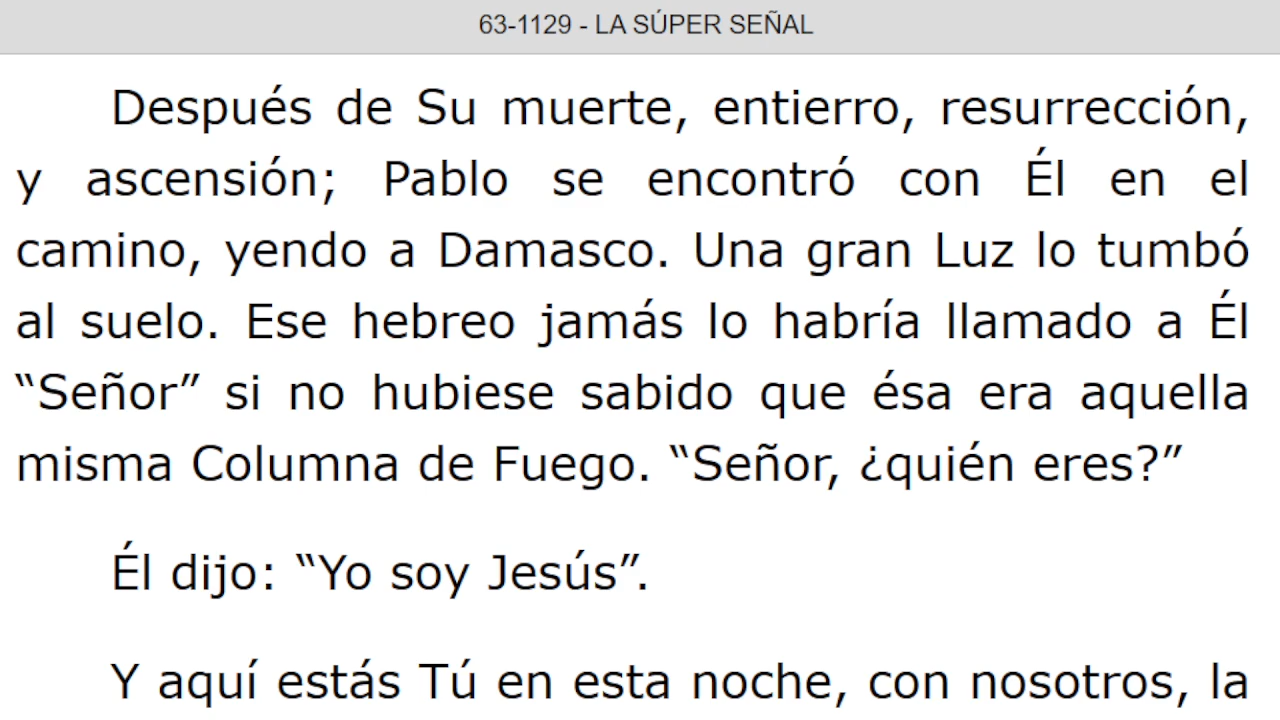 63-1129 - LA SÚPER SEÑAL
Después de Su muerte, entierro, resurrección,
y ascensión; Pablo se encontró con Él en el
camino, yendo a Damasco. Una gran Luz lo tumbó
al suelo. Ese hebreo jamás lo habría llamado a Él
“Señor” si no hubiese sabido que ésa era aquella
misma Columna de Fuego. “Señor, ¿quién eres?”
Él dijo: “Yo soy Jesús”.
Y aquí estás Tú en esta noche, con nosotros, la